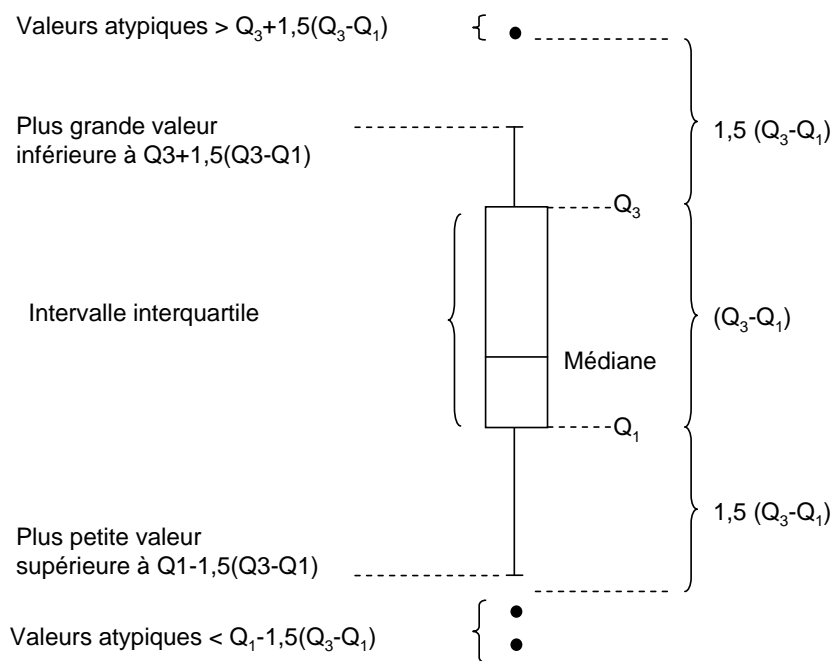 Valeurs atypiques > Q₃+1,5(Q₃-Q₁)
1,5 (Q₃-Q₁)
Plus grande valeur
inférieure à Q3+1,5(Q3-Q1)
Q₃
Intervalle interquartile
(Q₃-Q₁)
Médiane
Q₁
1,5 (Q₃-Q₁)
Plus petite valeur
supérieure à Q1-1,5(Q3-Q1)
Valeurs atypiques < Q₁-1,5(Q₃-Q₁)